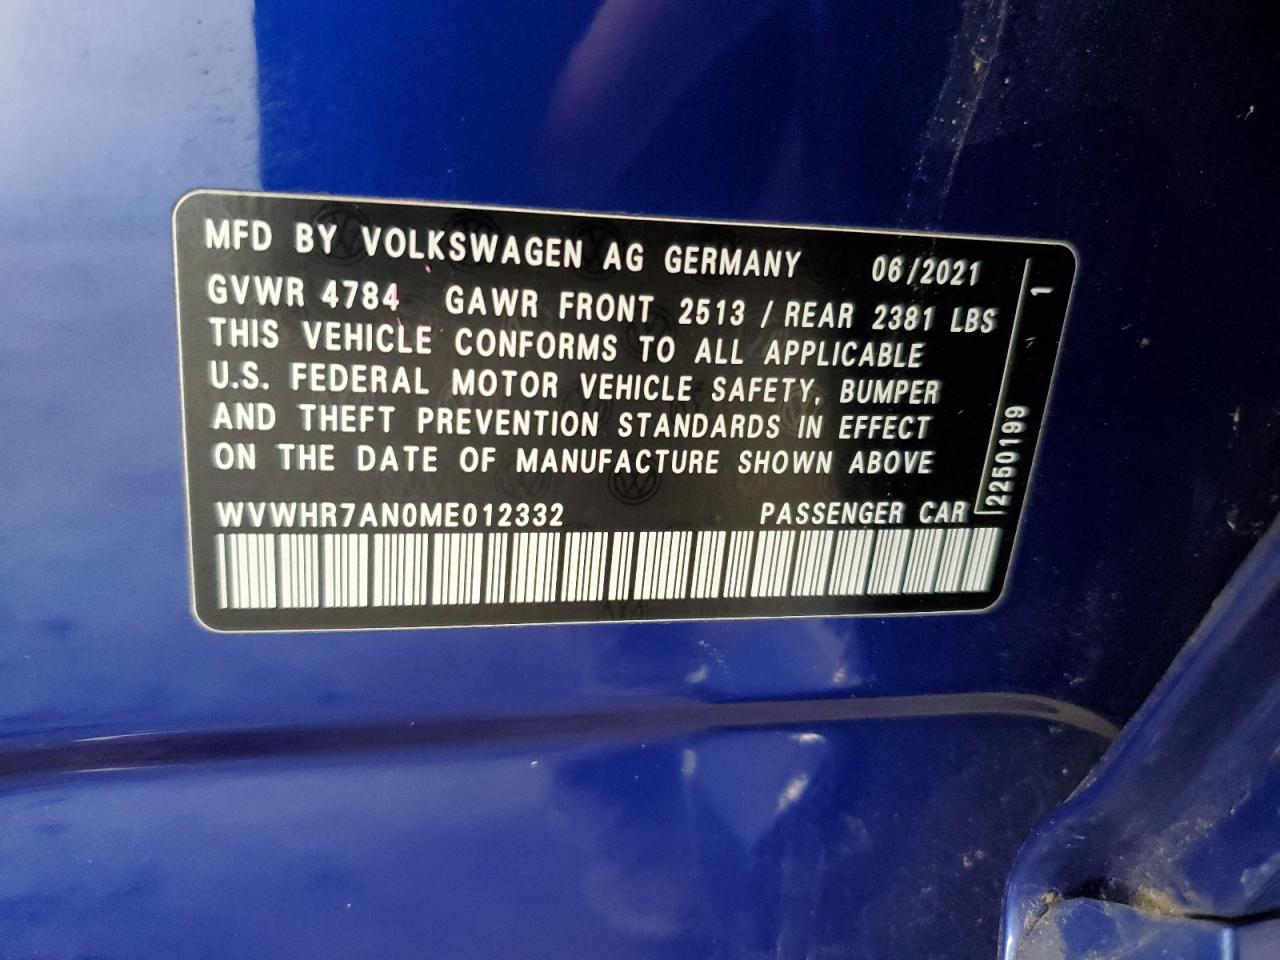 MFD BY VOLKSWAGEN AG GERMANY 06/2021
GVWR 4784 GAWR FRONT 2513 / REAR 2381 LBS
THIS VEHICLE CONFORMS TO ALL APPLICABLE
U.S. FEDERAL MOTOR VEHICLE SAFETY, BUMPER
AND THEFT PREVENTION STANDARDS IN EFFECT
ON THE DATE OF MANUFACTURE SHOWN ABOVE
WVWHR7AN0ME012332 PASSENGER CAR
2250199 1